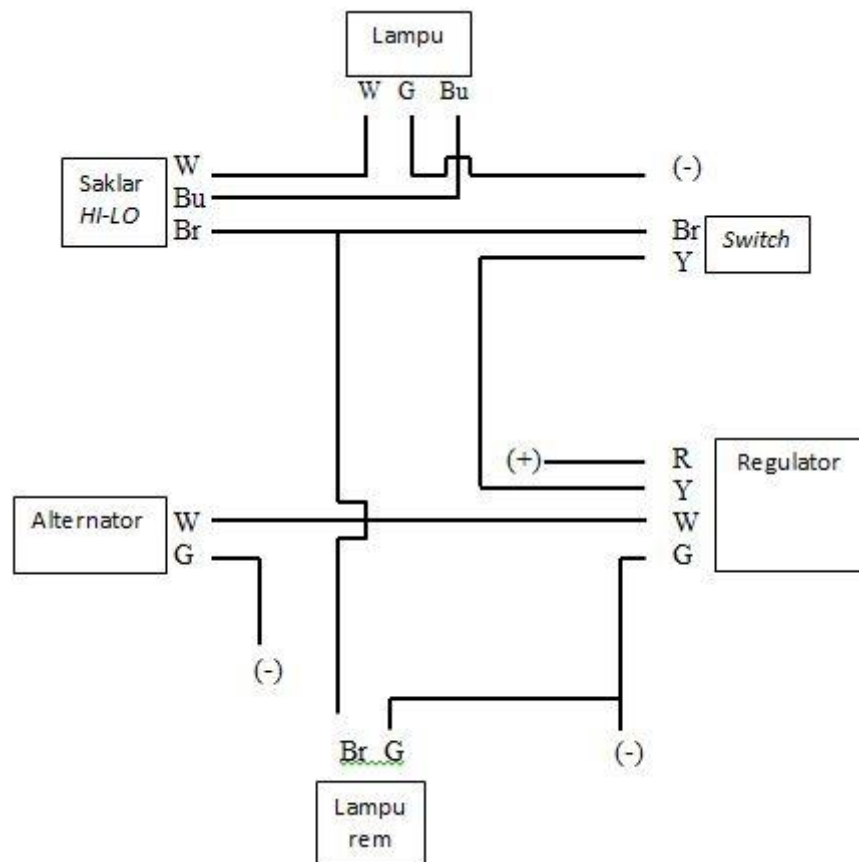 Lampu
W G Bu
W
Saklar
HI-LO
Bu
Br
(-)
Br
Y
Switch
(+)
R
Y
W
G
Regulator
Alternator
W
G
(-)
Br G
(-)
Lampu
rem